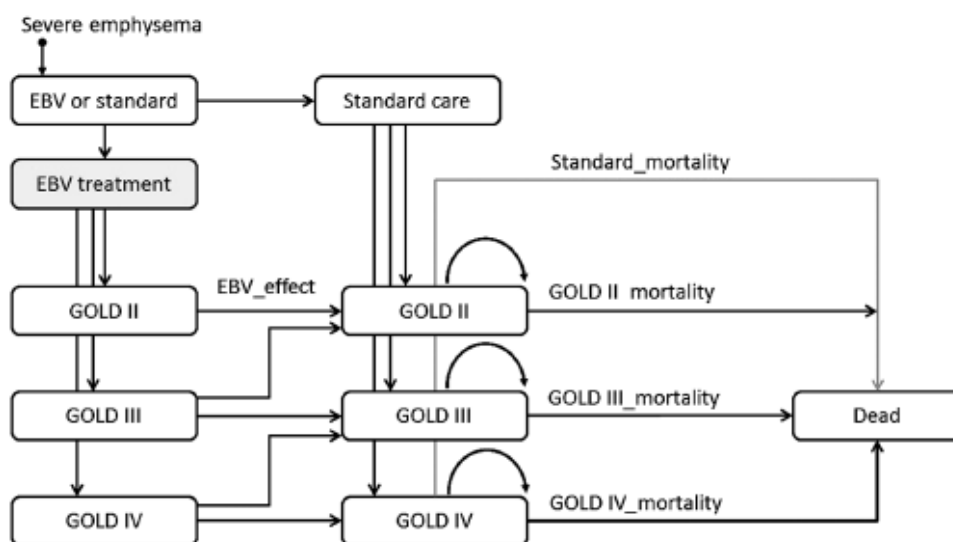 Severe emphysema
EBV or standard
Standard care
EBV treatment
Standard_mortality
EBV_effect
GOLD II
GOLD II
GOLD II mortality
GOLD III
GOLD III
GOLD III_mortality
Dead
GOLD IV
GOLD IV
GOLD IV_mortality